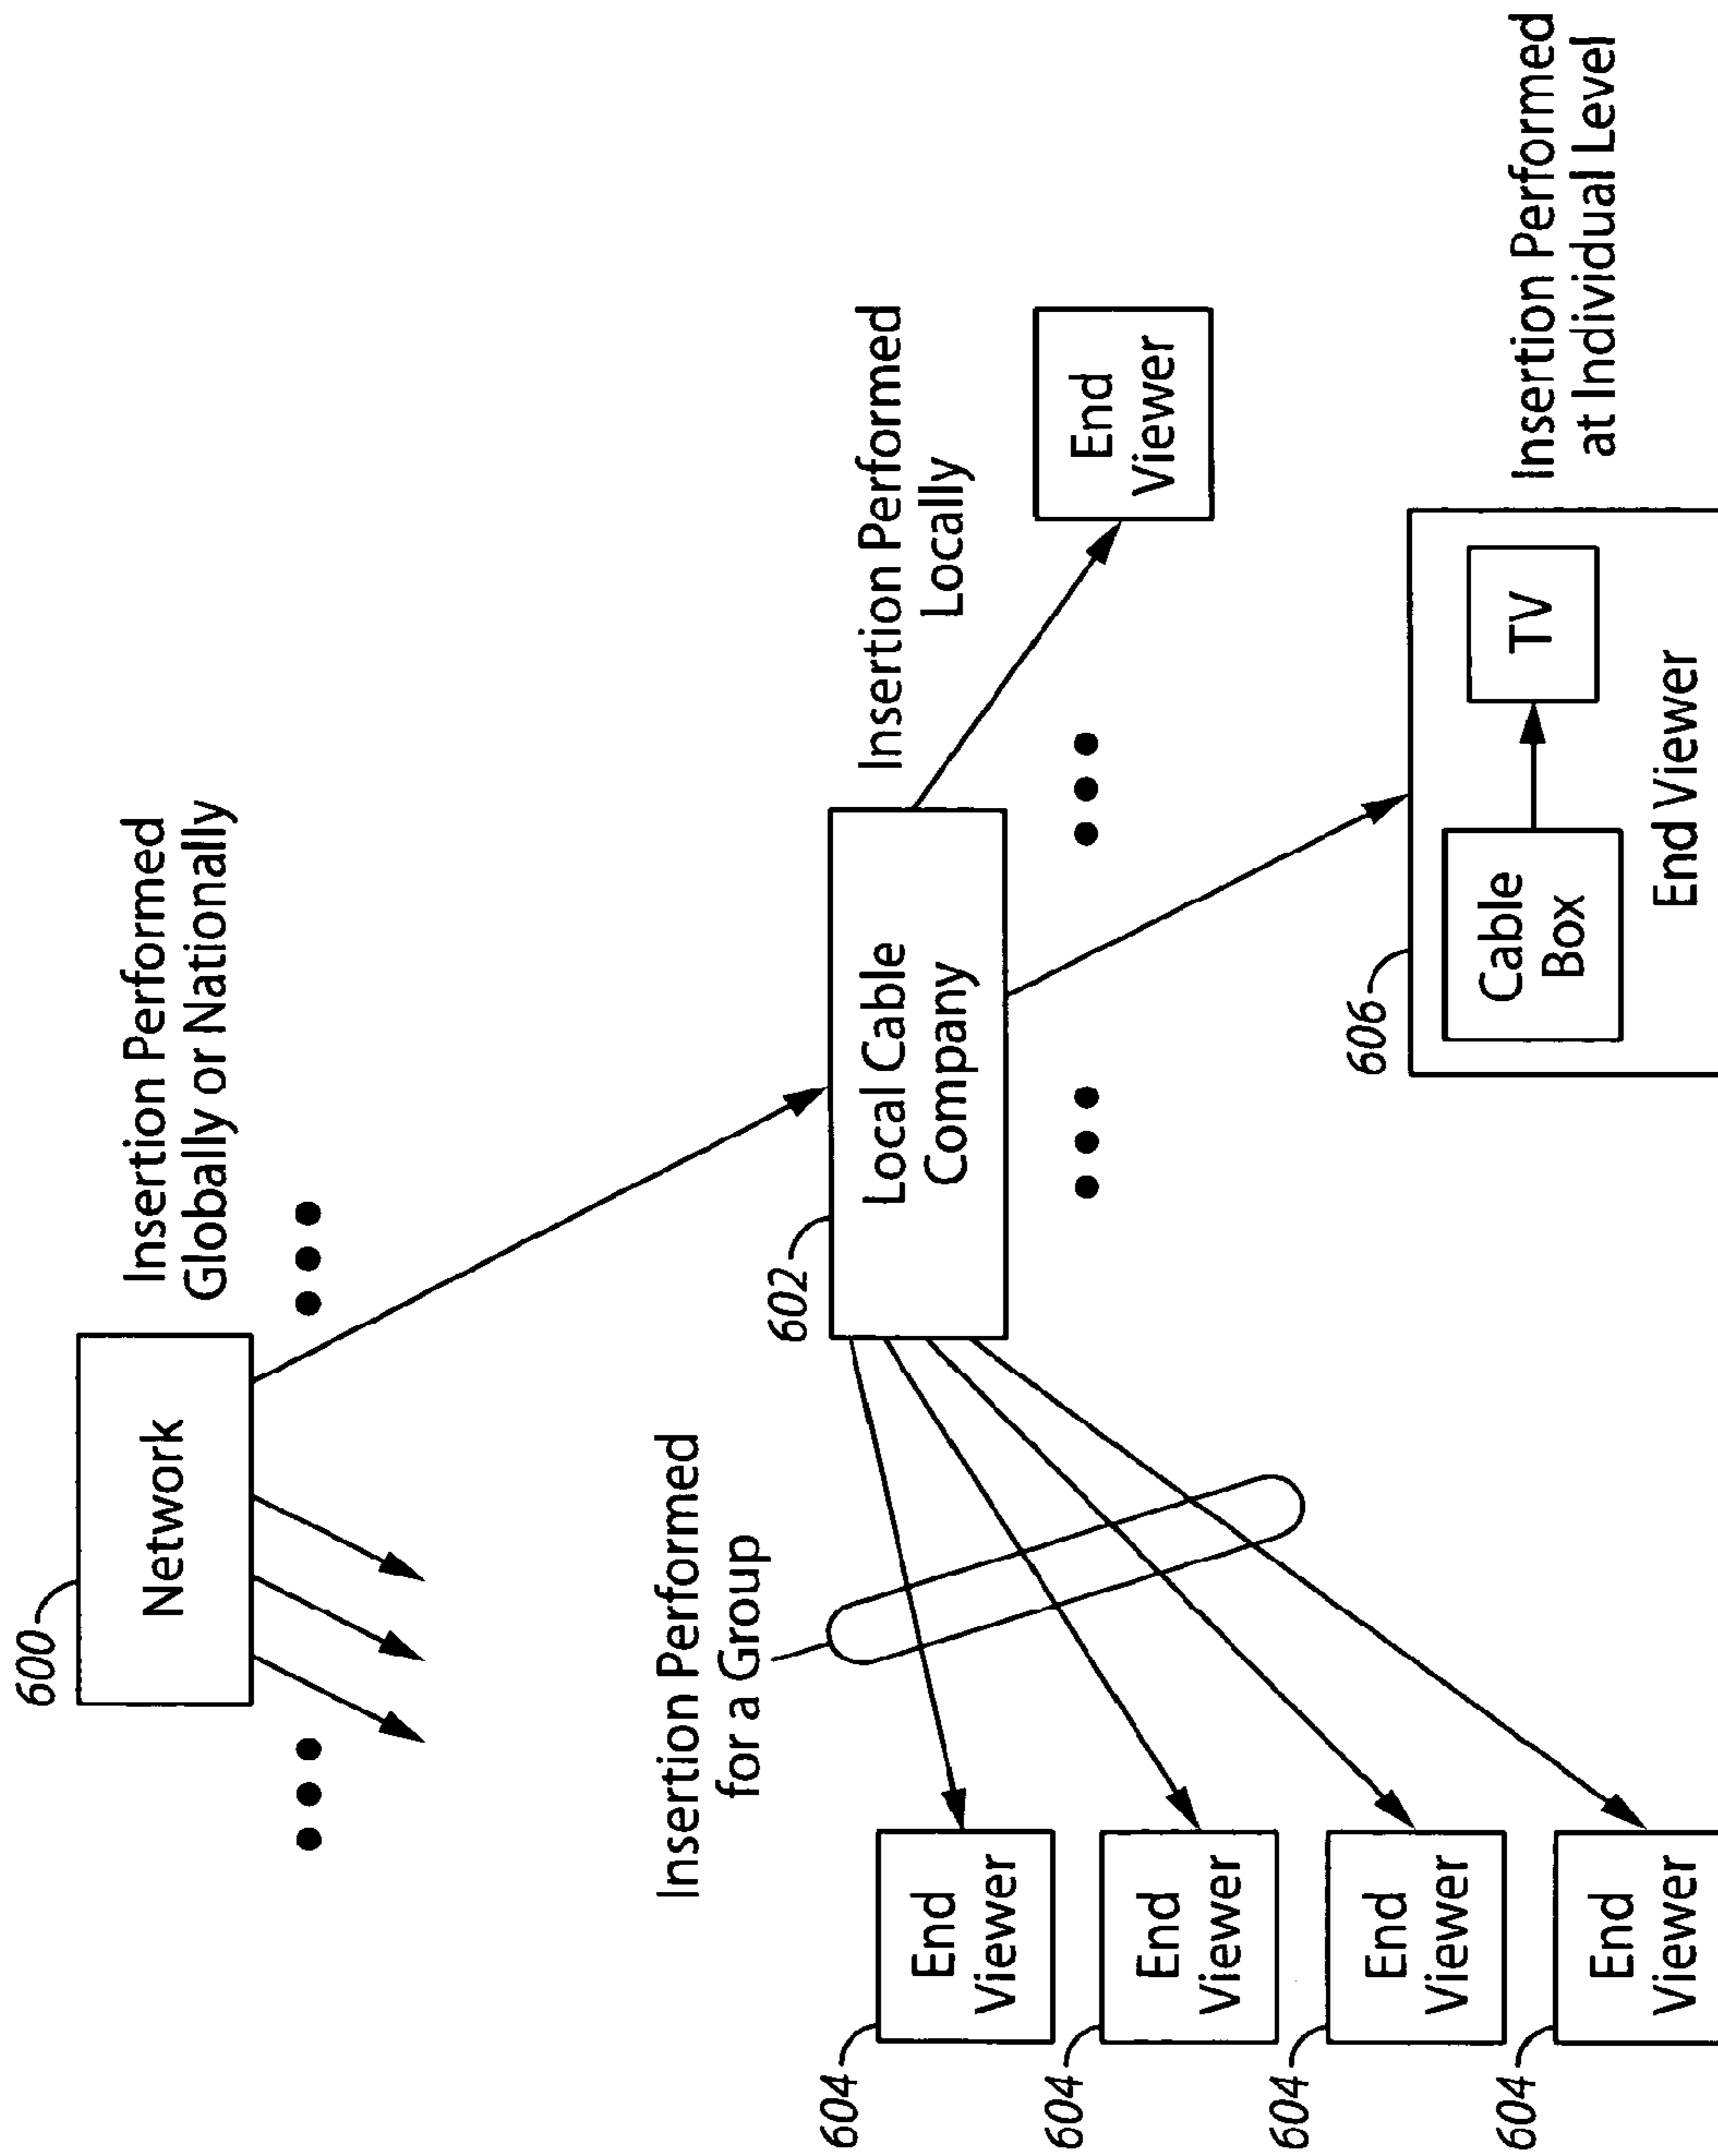 600
Network
Insertion Performed
Globally or Nationally
Insertion Performed
for a Group
602
Local Cable
Company
Insertion Performed
Locally
End
Viewer
604
End
Viewer
604
End
Viewer
604
End
Viewer
604
End
Viewer
606
Cable
Box
TV
End Viewer
Insertion Performed
at Individual Level